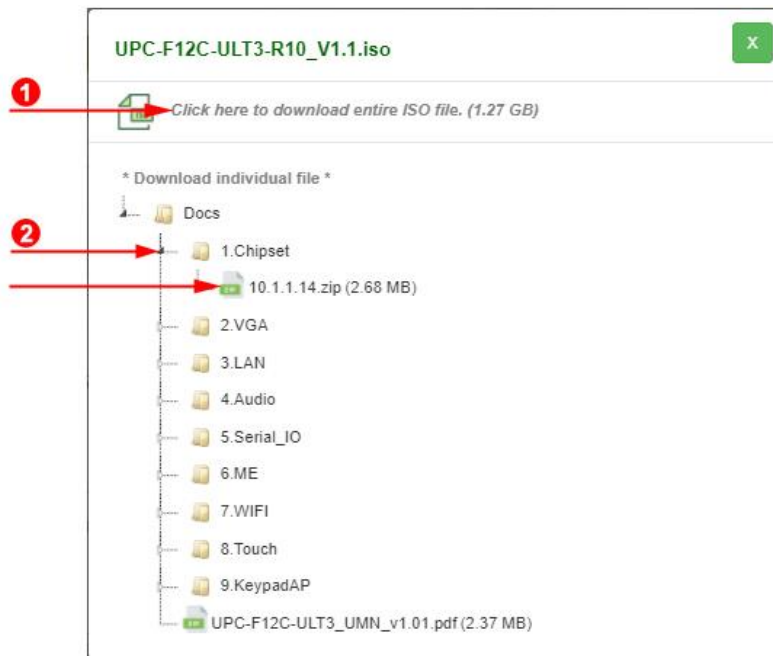 UPC-F12C-ULT3-R10_V1.1.iso
X
1
Click here to download entire ISO file. (1.27 GB)
* Download individual file *
Docs
2
1.Chipset
10.1.1.14.zip (2.68 MB)
2.VGA
3.LAN
4.Audio
5.Serial_IO
6.ME
7.WIFI
8.Touch
9.KeypadAP
UPC-F12C-ULT3_UMN_v1.01.pdf (2.37 MB)